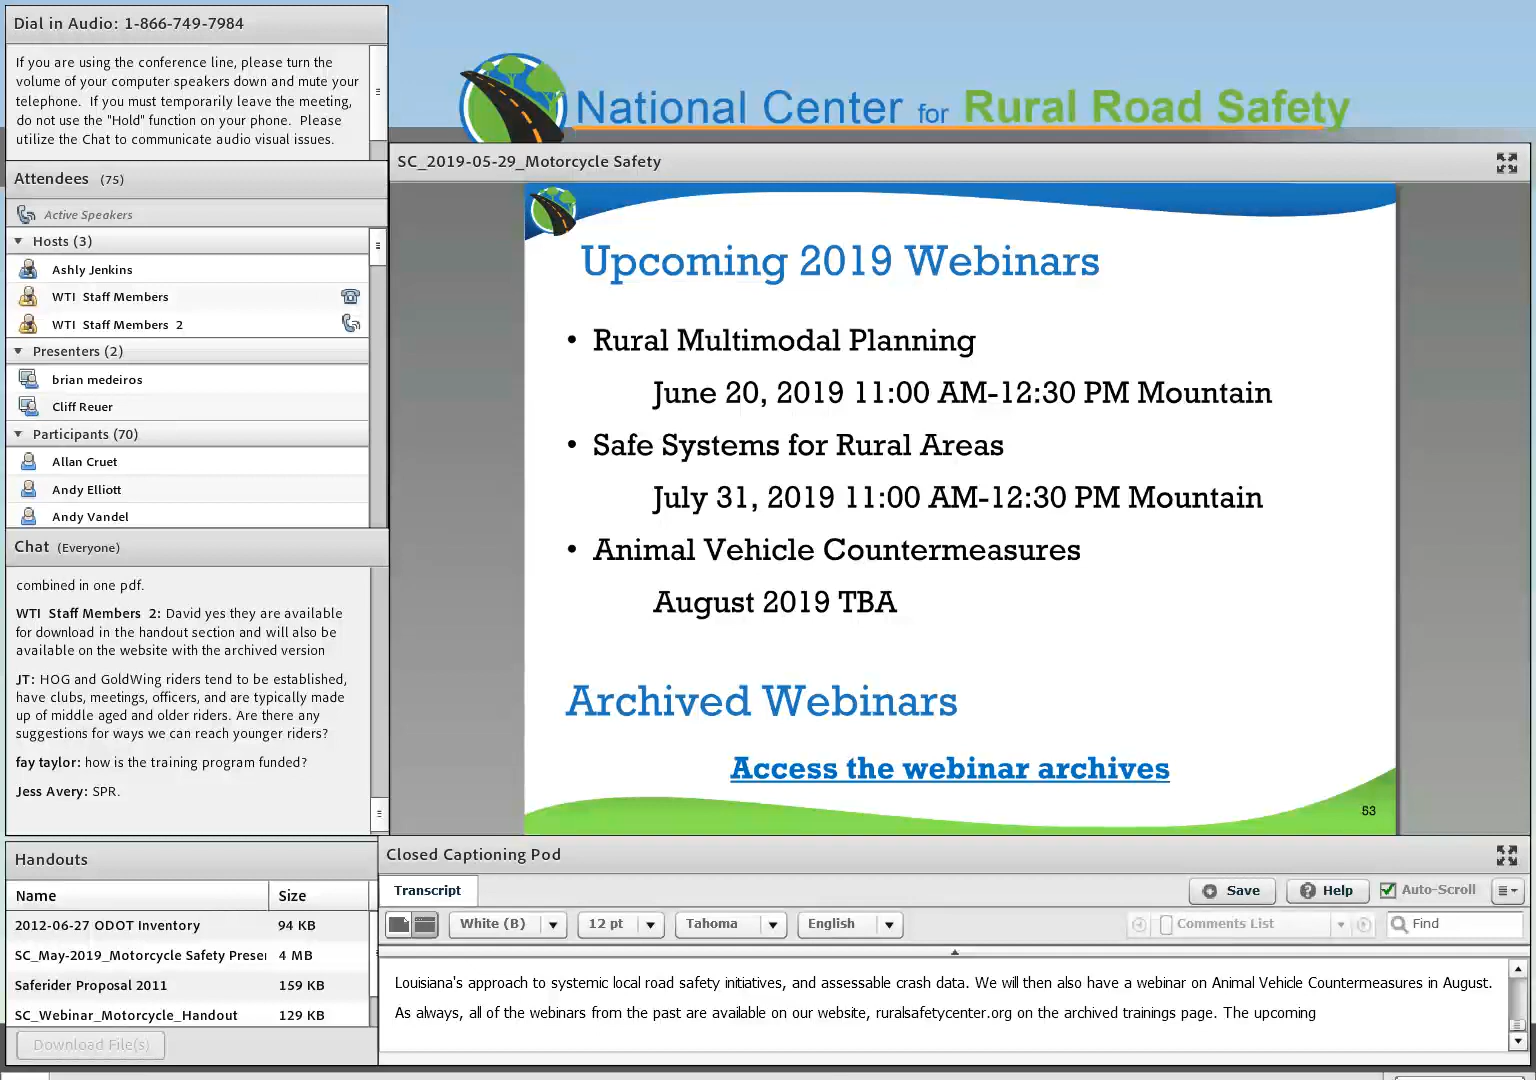 Dial in Audio: 1-866-749-7984
If you are using the conference line, please turn the
volume of your computer speakers down and mute your
telephone.  If you must temporarily leave the meeting,
do not use the "Hold" function on your phone.  Please
utilize the Chat to communicate audio visual issues.
Attendees (75)
Active Speakers
Hosts (3)
Ashly Jenkins
WTI Staff Members
WTI Staff Members 2
Presenters (2)
brian medeiros
Cliff Reuer
Participants (70)
Allan Cruet
Andy Elliott
Andy Vandel
Chat (Everyone)
combined in one pdf.
WTI Staff Members 2: David yes they are available
for download in the handout section and will also be
available on the website with the archived version
JT: HOG and GoldWing riders tend to be established,
have clubs, meetings, officers, and are typically made
up of middle aged and older riders. Are there any
suggestions for ways we can reach younger riders?
fay taylor: how is the training program funded?
Jess Avery: SPR.
Handouts
Name Size
2012-06-27 ODOT Inventory 94 KB
SC_May-2019_Motorcycle Safety Preser 4 MB
Saferider Proposal 2011 159 KB
SC_Webinar_Motorcycle_Handout 129 KB
Download File(s)
National Center for Rural Road Safety
SC_2019-05-29_Motorcycle Safety
Upcoming 2019 Webinars
• Rural Multimodal Planning
June 20, 2019 11:00 AM-12:30 PM Mountain
• Safe Systems for Rural Areas
July 31, 2019 11:00 AM-12:30 PM Mountain
• Animal Vehicle Countermeasures
August 2019 TBA
Archived Webinars
Access the webinar archives
53
Closed Captioning Pod
Transcript Save Help Auto-Scroll
White (B) 12 pt Tahoma English Comments List Find
Louisiana's approach to systemic local road safety initiatives, and assessable crash data. We will then also have a webinar on Animal Vehicle Countermeasures in August.
As always, all of the webinars from the past are available on our website, ruralsafetycenter.org on the archived trainings page. The upcoming